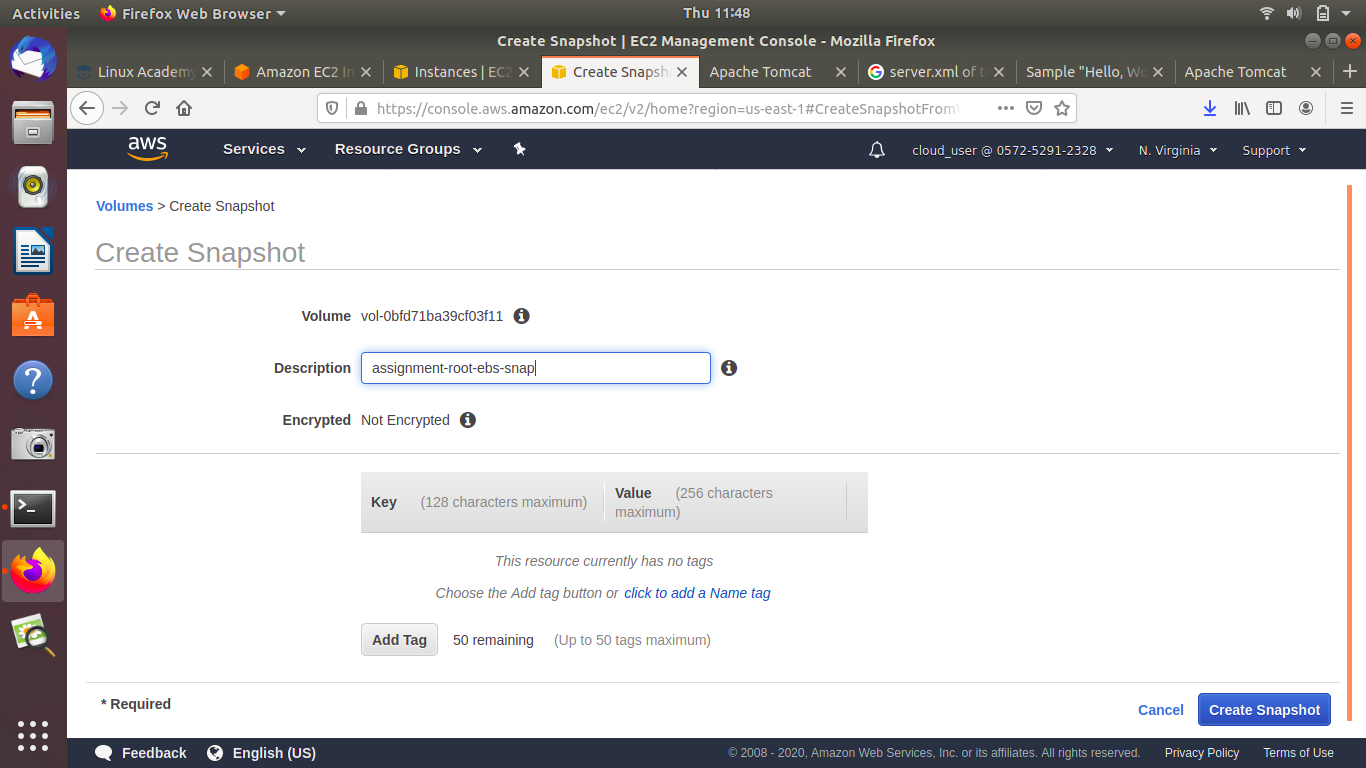 Activities Firefox Web Browser Thu 11:48
Create Snapshot | EC2 Management Console - Mozilla Firefox
Linux Academy Amazon EC2 In Instances | EC2 Create Snapsh Apache Tomcat server.xml of t Sample "Hello, Wo Apache Tomcat
https://console.aws.amazon.com/ec2/v2/home?region=us-east-1#CreateSnapshotFrom
aws Services Resource Groups cloud_user @ 0572-5291-2328 N. Virginia Support
Volumes > Create Snapshot
Create Snapshot
Volume vol-0bfd71ba39cf03f11
Description assignment-root-ebs-snap
Encrypted Not Encrypted
Key (128 characters maximum) Value (256 characters
maximum)
This resource currently has no tags
Choose the Add tag button or click to add a Name tag
Add Tag 50 remaining (Up to 50 tags maximum)
* Required
Cancel Create Snapshot
Feedback English (US) © 2008 - 2020, Amazon Web Services, Inc. or its affiliates. All rights reserved. Privacy Policy Terms of Use